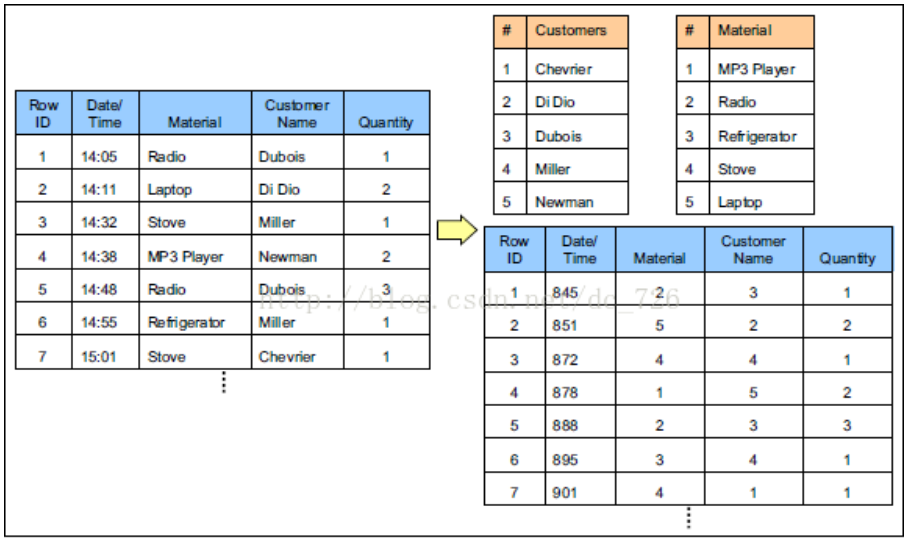 # Customers
1 Chevrier
2 Di Dio
3 Dubois
4 Miller
5 Newman
# Material
1 MP3 Player
2 Radio
3 Refrigerator
4 Stove
5 Laptop
Row ID Date/ Time Material Customer Name Quantity
1 14:05 Radio Dubois 1
2 14:11 Laptop Di Dio 2
3 14:32 Stove Miller 1
4 14:38 MP3 Player Newman 2
5 14:48 Radio Dubois 3
6 14:55 Refrigerator Miller 1
7 15:01 Stove Chevrier 1
Row ID Date/ Time Material Customer Name Quantity
1 845 2 3 1
2 851 5 2 2
3 872 4 4 1
4 878 1 5 2
5 888 2 3 3
6 895 3 4 1
7 901 4 1 1
http://blog.csdn.net/dc_726